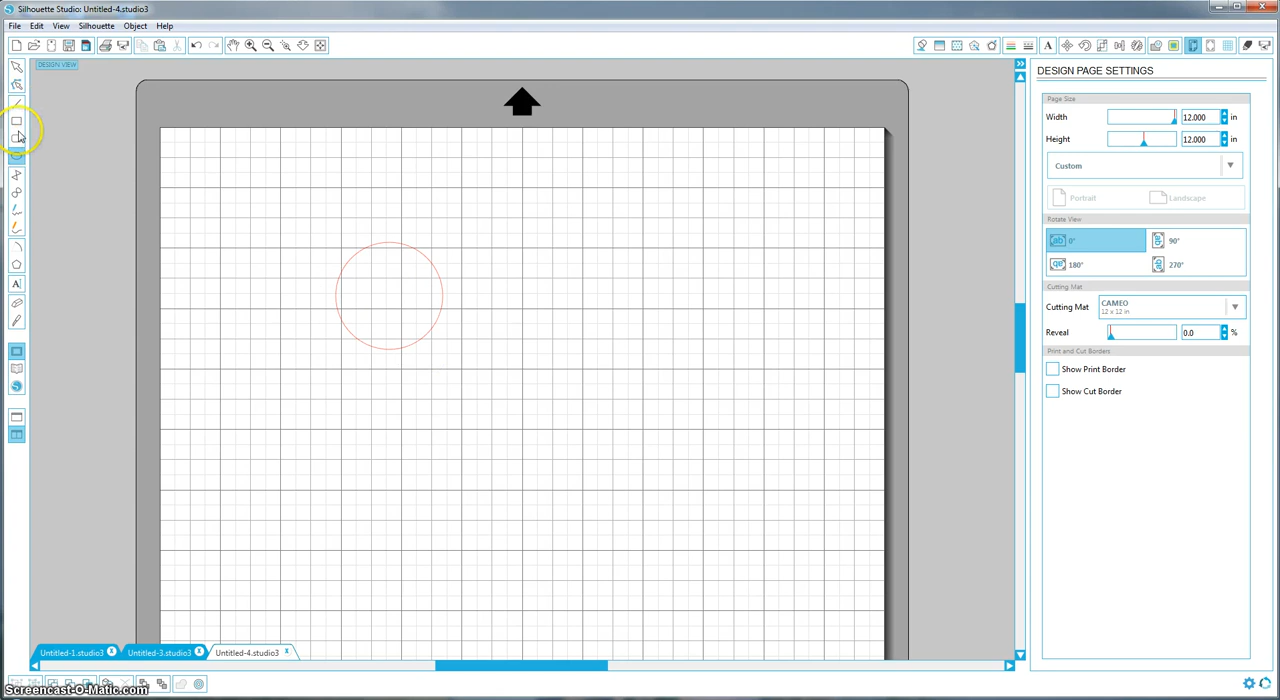 Silhouette Studio: Untitled-4.studio3
File Edit View Silhouette Object Help
DESIGN VIEW
DESIGN PAGE SETTINGS
Page Size
Width 12.000 in
Height 12.000 in
Custom
Portrait Landscape
Rotate View
0° 90°
180° 270°
Cutting Mat
Cutting Mat CAMEO
12 x 12 in
Reveal 0.0 %
Print and Cut Borders
Show Print Border
Show Cut Border
Untitled-1.studio3 Untitled-3.studio3 Untitled-4.studio3
Screencast-O-Matic.com